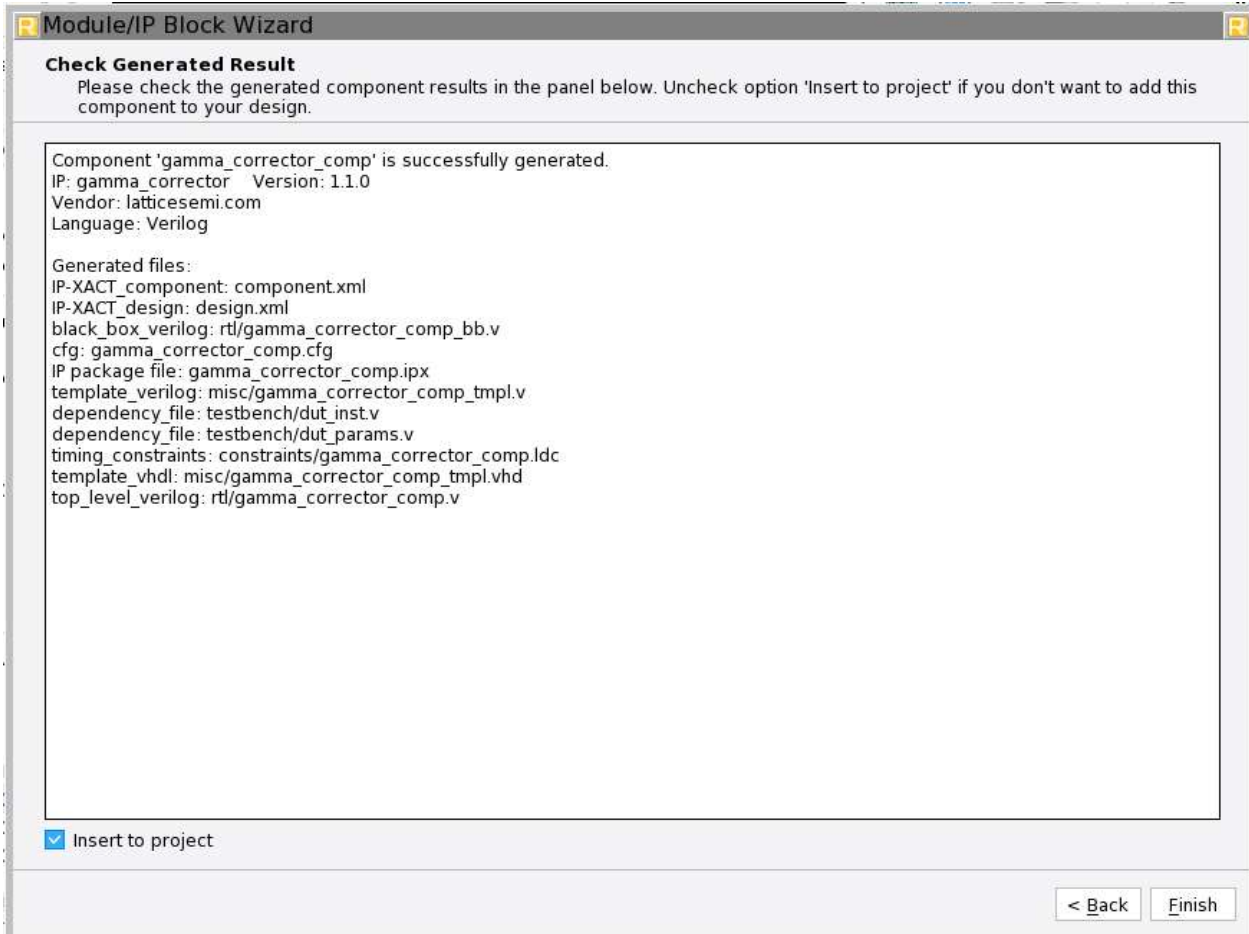 Module/IP Block Wizard
Check Generated Result
Please check the generated component results in the panel below. Uncheck option 'Insert to project' if you don't want to add this
component to your design.
Component 'gamma_corrector_comp' is successfully generated.
IP: gamma_corrector    Version: 1.1.0
Vendor: latticesemi.com
Language: Verilog
Generated files:
IP-XACT_component: component.xml
IP-XACT_design: design.xml
black_box_verilog: rtl/gamma_corrector_comp_bb.v
cfg: gamma_corrector_comp.cfg
IP package file: gamma_corrector_comp.ipx
template_verilog: misc/gamma_corrector_comp_tmpl.v
dependency_file: testbench/dut_inst.v
dependency_file: testbench/dut_params.v
timing_constraints: constraints/gamma_corrector_comp.ldc
template_vhdl: misc/gamma_corrector_comp_tmpl.vhd
top_level_verilog: rtl/gamma_corrector_comp.v
Insert to project
< Back    Finish